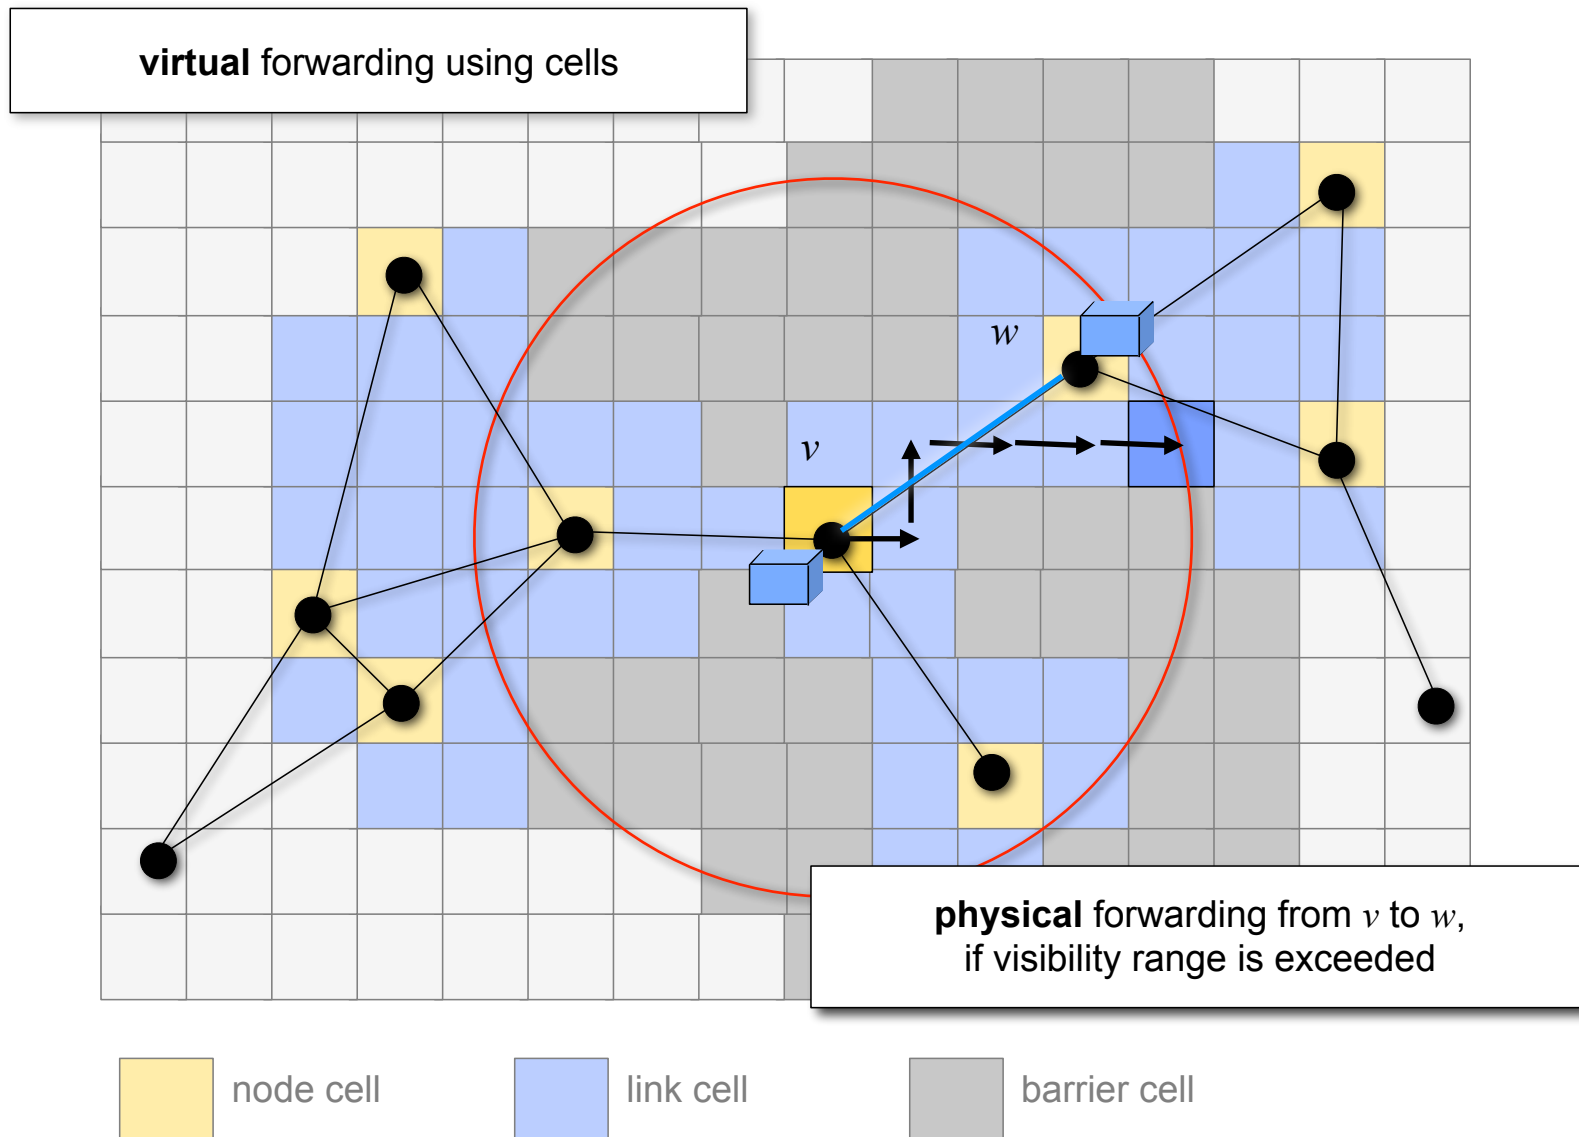 virtual forwarding using cells
w
v
physical forwarding from v to w,
if visibility range is exceeded
node cell
link cell
barrier cell